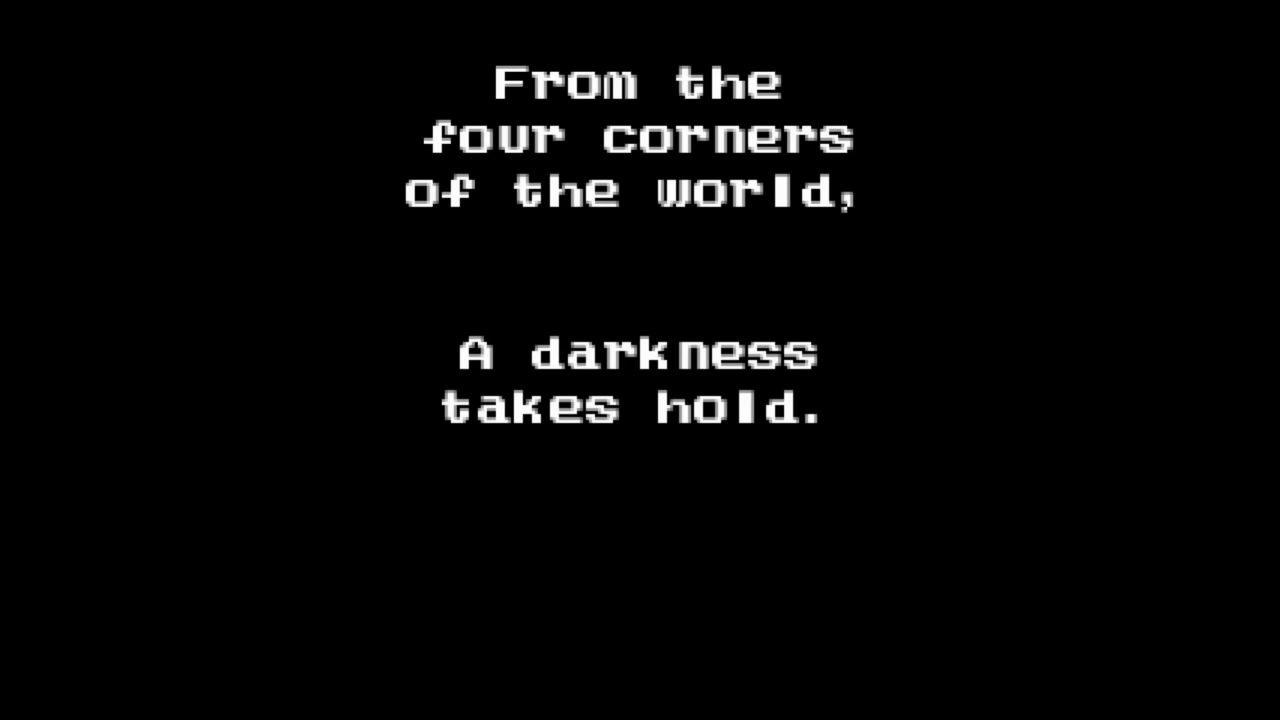 From the
four corners
of the world,
A darkness
takes hold.